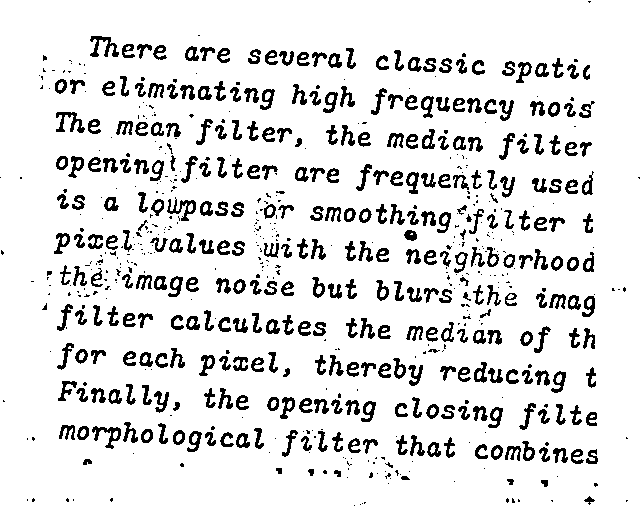 There are several classic spatic
or eliminating high frequency nois
The mean filter, the median filter
opening filter are frequently used
is a lowpass or smoothing filter t
pixel values with the neighborhood
the image noise but blurs the imag
filter calculates the median of th
for each pixel, thereby reducing t
Finally, the opening closing filte
morphological filter that combines